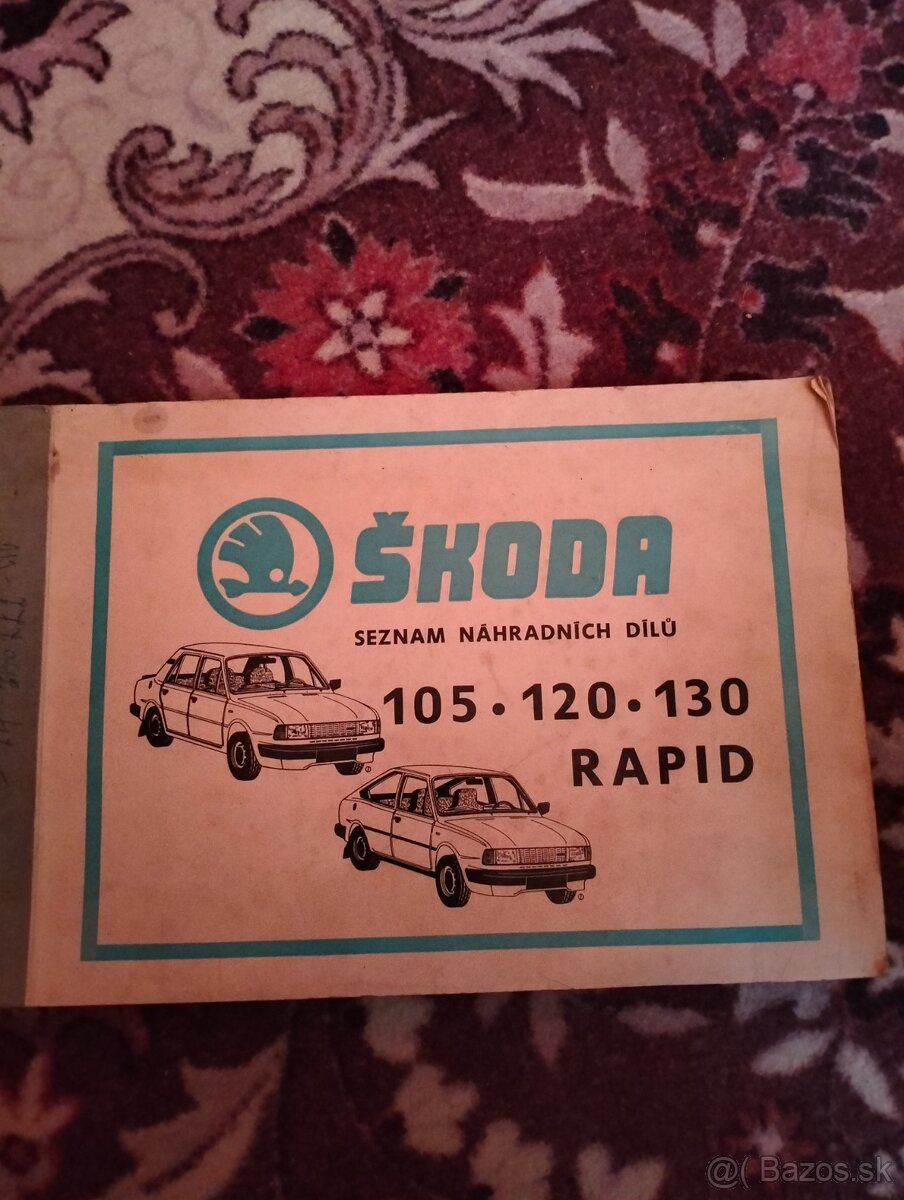 ŠKODA
SEZNAM NÁHRADNÍCH DÍLŮ
105 • 120 • 130
RAPID
@( Bazos.sk